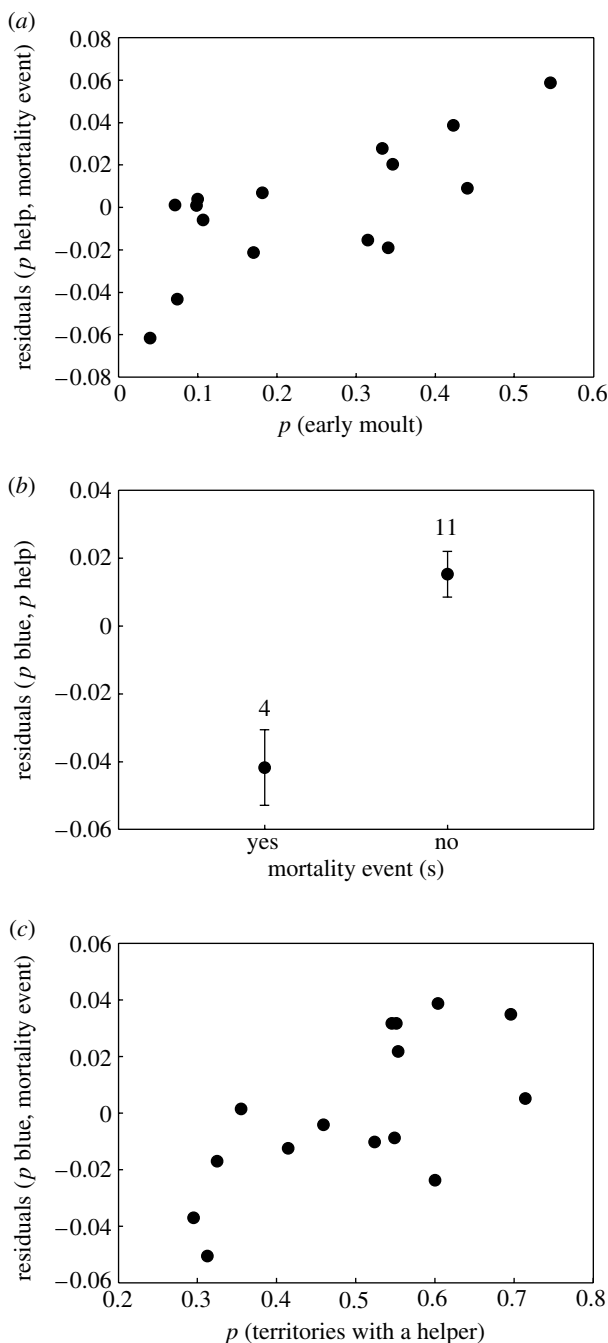 (a)
0.08
0.06
0.04
0.02
0
−0.02
−0.04
−0.06
−0.08
residuals (p help, mortality event)
0 0.1 0.2 0.3 0.4 0.5 0.6
p (early moult)
(b)
0.04
0.02
0
−0.02
−0.04
−0.06
residuals (p blue, p help)
11
4
yes no
mortality event (s)
(c)
0.06
0.04
0.02
0
−0.02
−0.04
−0.06
residuals (p blue, mortality event)
0.2 0.3 0.4 0.5 0.6 0.7 0.8
p (territories with a helper)